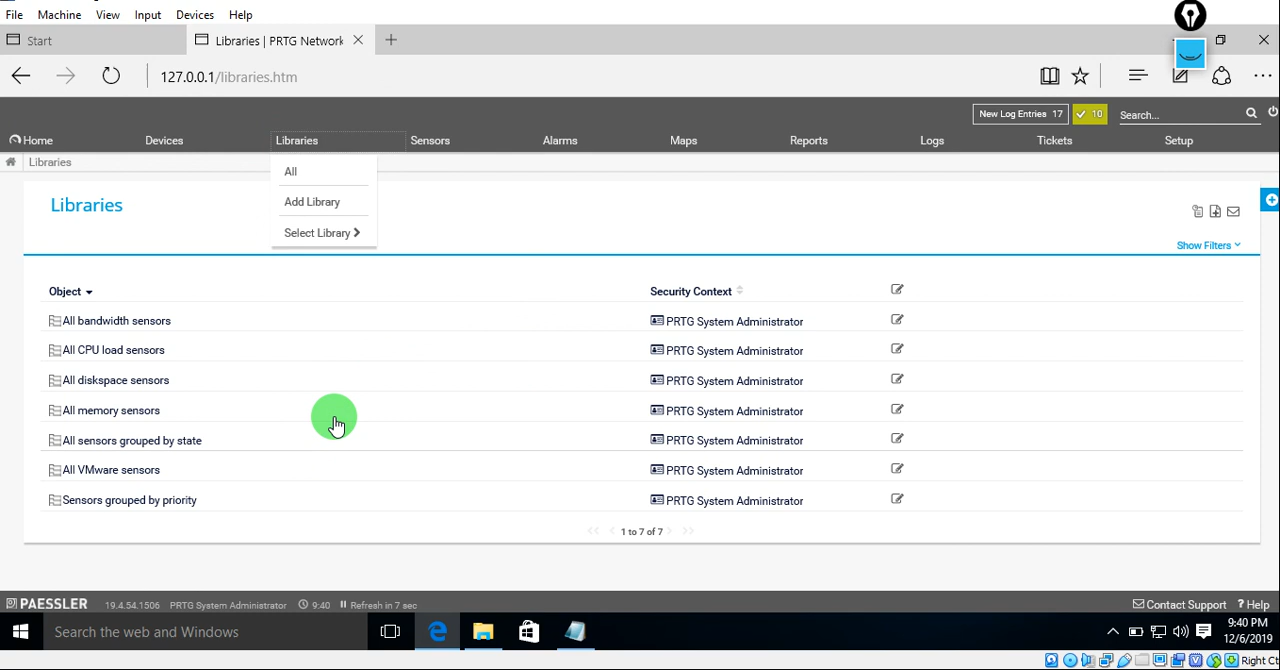 File Machine View Input Devices Help
Start Libraries | PRTG Network
127.0.0.1/libraries.htm
New Log Entries 17 10 Search...
Home Devices Libraries Sensors Alarms Maps Reports Logs Tickets Setup
Libraries
All
Add Library
Select Library
Libraries
Show Filters
Object Security Context
All bandwidth sensors PRTG System Administrator
All CPU load sensors PRTG System Administrator
All diskspace sensors PRTG System Administrator
All memory sensors PRTG System Administrator
All sensors grouped by state PRTG System Administrator
All VMware sensors PRTG System Administrator
Sensors grouped by priority PRTG System Administrator
<< < 1 to 7 of 7 > >>
PAESSLER 19.4.54.1506 PRTG System Administrator 9:40 Refresh in 7 sec Contact Support ? Help
Search the web and Windows 9:40 PM
12/6/2019
Right Ct